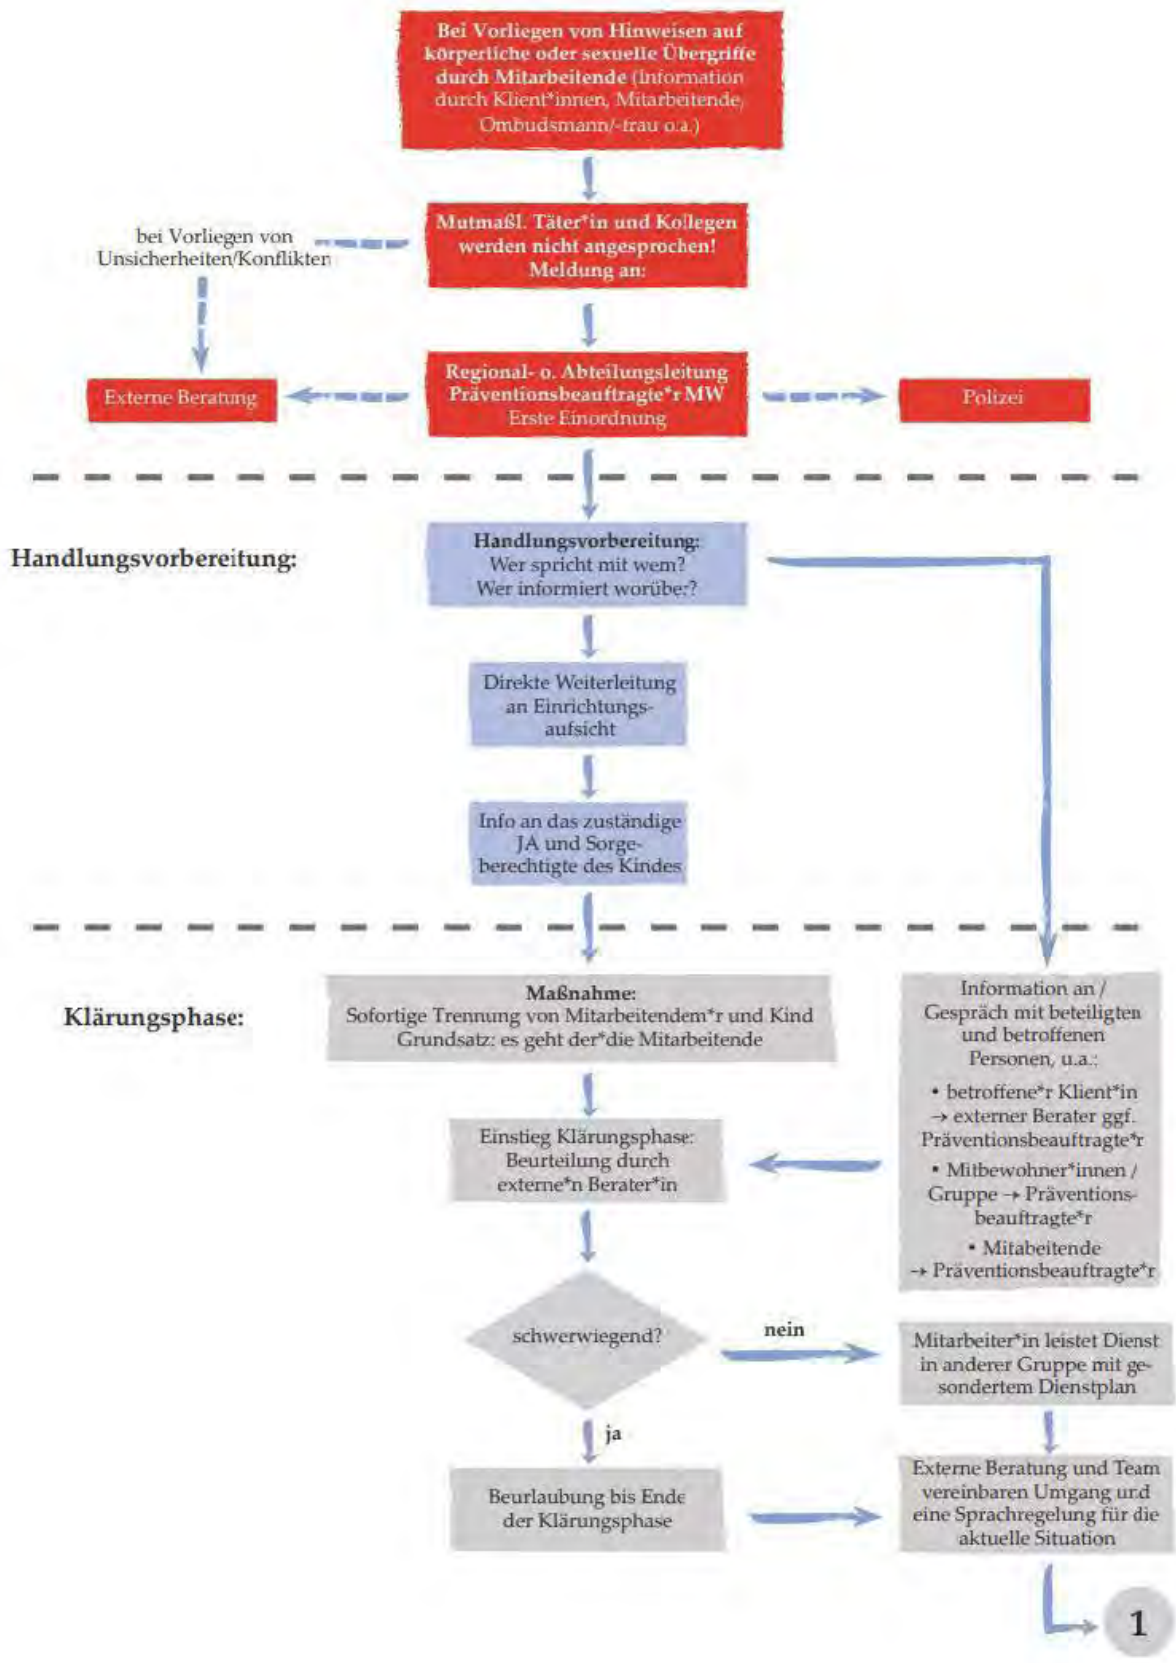 Bei Vorliegen von Hinweisen auf
körperliche oder sexuelle Übergriffe
durch Mitarbeitende (Information
durch Klient*innen, Mitarbeitende,
Ombudsmann/-frau o.a.)
Mutmaßl. Täter*in und Kollegen
werden nicht angesprochen!
Meldung an:
bei Vorliegen von
Unsicherheiten/Konflikten
Externe Beratung
Regional- o. Abteilungsleitung
Präventionsbeauftragte*r MW
Erste Einordnung
Polizei
Handlungsvorbereitung:
Handlungsvorbereitung:
Wer spricht mit wem?
Wer informiert worüber?
Direkte Weiterleitung
an Einrichtungs-
aufsicht
Info an das zuständige
JA und Sorge-
berechtigte des Kindes
Klärungsphase:
Maßnahme:
Sofortige Trennung von Mitarbeitendem*r und Kind
Grundsatz: es geht der*die Mitarbeitende
Information an /
Gespräch mit beteiligten
und betroffenen
Personen, u.a.:
• betroffene*r Klient*in
→ externer Berater ggf.
Präventionsbeauftragte*r
• Mitbewohner*innen /
Gruppe → Präventions-
beauftragte*r
• Mitabeitende
→ Präventionsbeauftragte*r
Einstieg Klärungsphase:
Beurteilung durch
externe*n Berater*in
schwerwiegend?
nein
Mitarbeiter*in leistet Dienst
in anderer Gruppe mit ge-
sondertem Dienstplan
ja
Beurlaubung bis Ende
der Klärungsphase
Externe Beratung und Team
vereinbaren Umgang und
eine Sprachregelung für die
aktuelle Situation
1